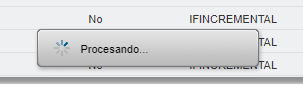 No IFINCREMENTAL
Procesando...
TAL
No IFINCREMENTAL